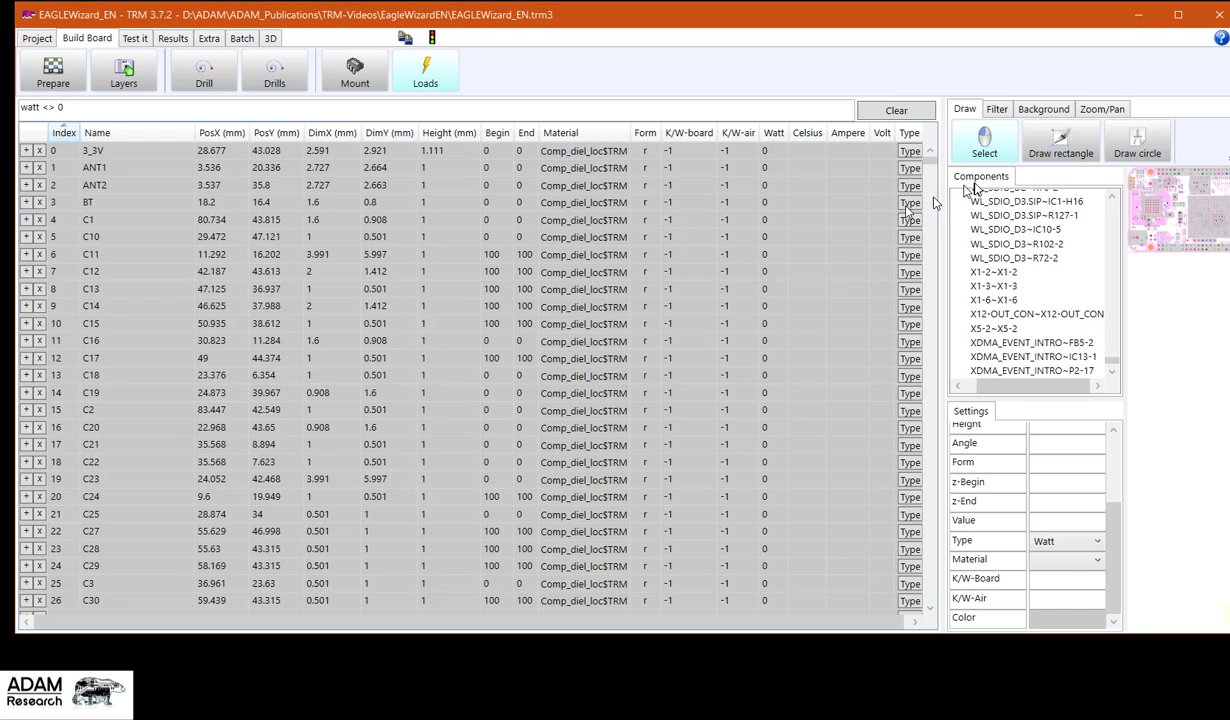 EAGLEWizard_EN - TRM 3.7.2 - D:\ADAM\ADAM_Publications\TRM-Videos\EagleWizardEN\EAGLEWizard_EN.trm3
Project Build Board Test it Results Extra Batch 3D
Prepare Layers Drill Drills Mount Loads
watt <> 0 Clear
Index Name PosX (mm) PosY (mm) DimX (mm) DimY (mm) Height (mm) Begin End Material Form K/W-board K/W-air Watt Celsius Ampere Volt Type
+ x 0 3_3V 28.677 43.028 2.591 2.921 1.111 0 0 Comp_diel_loc$TRM r -1 -1 0 Type
+ x 1 ANT1 3.536 207.335 2.727 2.664 1 0 0 Comp_diel_loc$TRM r -1 -1 0 Type
+ x 2 ANT2 3.537 35.8 2.727 2.663 1 0 0 Comp_diel_loc$TRM r -1 -1 0 Type
+ x 3 BT 18.2 16.4 1.6 0.8 1 0 0 Comp_diel_loc$TRM r -1 -1 0 Type
+ x 4 C1 80.734 43.815 1.6 0.908 1 0 0 Comp_diel_loc$TRM r -1 -1 0 Type
+ x 5 C10 29.472 47.121 1 0.501 1 0 0 Comp_diel_loc$TRM r -1 -1 0 Type
+ x 6 C11 11.292 16.202 3.991 5.997 1 100 100 Comp_diel_loc$TRM r -1 -1 0 Type
+ x 7 C12 42.187 43.613 2 1.412 1 100 100 Comp_diel_loc$TRM r -1 -1 0 Type
+ x 8 C13 47.125 36.937 1 0.501 1 100 100 Comp_diel_loc$TRM r -1 -1 0 Type
+ x 9 C14 46.625 37.988 2 1.412 1 100 100 Comp_diel_loc$TRM r -1 -1 0 Type
+ x 10 C15 50.935 38.612 1 0.501 1 100 100 Comp_diel_loc$TRM r -1 -1 0 Type
+ x 11 C16 30.823 11.284 1.6 0.908 1 0 0 Comp_diel_loc$TRM r -1 -1 0 Type
+ x 12 C17 49 44.374 1 0.501 1 100 100 Comp_diel_loc$TRM r -1 -1 0 Type
+ x 13 C18 23.376 6.354 1 0.501 1 0 0 Comp_diel_loc$TRM r -1 -1 0 Type
+ x 14 C19 24.873 39.967 0.908 1.6 1 0 0 Comp_diel_loc$TRM r -1 -1 0 Type
+ x 15 C2 83.447 42.549 1 0.501 1 0 0 Comp_diel_loc$TRM r -1 -1 0 Type
+ x 16 C20 22.968 43.65 0.908 1.6 1 0 0 Comp_diel_loc$TRM r -1 -1 0 Type
+ x 17 C21 35.568 8.894 1 0.501 1 0 0 Comp_diel_loc$TRM r -1 -1 0 Type
+ x 18 C22 35.568 7.623 1 0.501 1 0 0 Comp_diel_loc$TRM r -1 -1 0 Type
+ x 19 C23 24.052 42.468 3.991 5.997 1 0 0 Comp_diel_loc$TRM r -1 -1 0 Type
+ x 20 C24 9.6 19.949 1 0.501 1 100 100 Comp_diel_loc$TRM r -1 -1 0 Type
+ x 21 C25 28.874 34 0.501 1 1 0 0 Comp_diel_loc$TRM r -1 -1 0 Type
+ x 22 C27 55.629 46.998 0.501 1 1 100 100 Comp_diel_loc$TRM r -1 -1 0 Type
+ x 23 C28 55.63 43.315 0.501 1 1 100 100 Comp_diel_loc$TRM r -1 -1 0 Type
+ x 24 C29 58.169 43.315 0.501 1 1 100 100 Comp_diel_loc$TRM r -1 -1 0 Type
+ x 25 C3 36.961 23.63 0.501 1 1 0 0 Comp_diel_loc$TRM r -1 -1 0 Type
+ x 26 C30 59.439 43.315 0.501 1 1 100 100 Comp_diel_loc$TRM r -1 -1 0 Type
Draw Filter Background Zoom/Pan
Select Draw rectangle Draw circle
Components
WL_SDIO_D3.SIP~IC1-H16
WL_SDIO_D3.SIP~R127-1
WL_SDIO_D3~IC10-5
WL_SDIO_D3~R102-2
WL_SDIO_D3~R72-2
X1-2~X1-2
X1-3~X1-3
X1-6~X1-6
X12-OUT_CON~X12-OUT_CON
X5-2~X5-2
XDMA_EVENT_INTRO~FB5-2
XDMA_EVENT_INTRO~IC13-1
XDMA_EVENT_INTRO~P2-17
Settings
Height
Angle
Form
z-Begin
z-End
Value
Type Watt
Material
K/W-Board
K/W-Air
Color
ADAM
Research